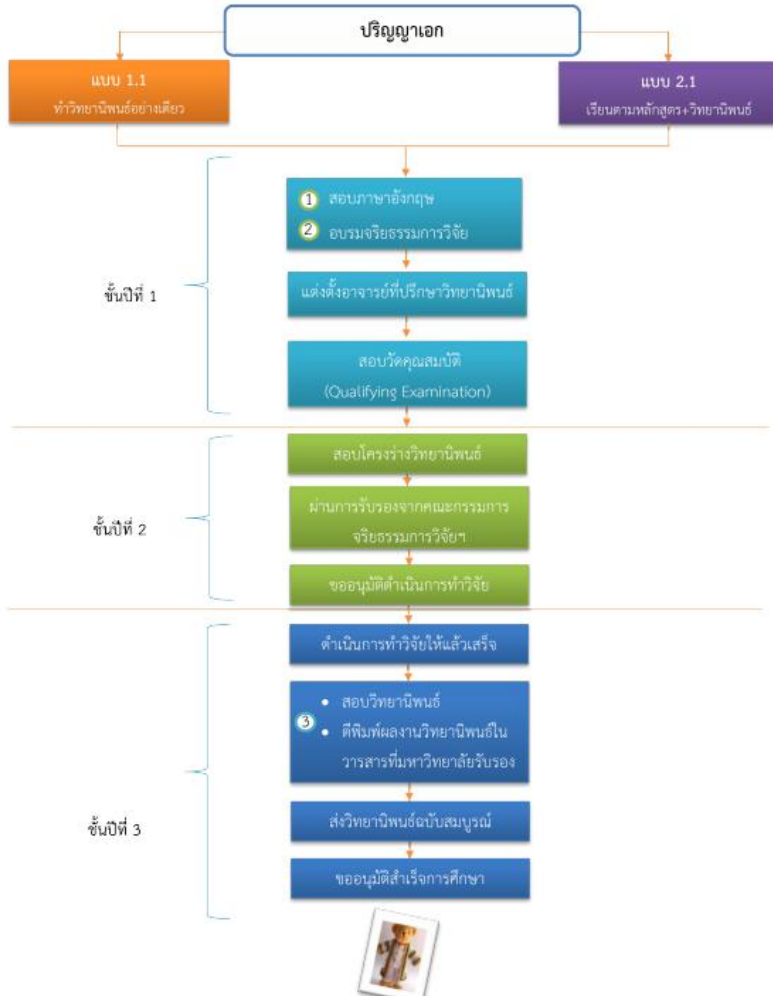 ปริญญาเอก
แบบ 1.1
ทำวิทยานิพนธ์อย่างเดียว
แบบ 2.1
เรียนตามหลักสูตร+วิทยานิพนธ์
ชั้นปีที่ 1
1 สอบภาษาอังกฤษ
2 อบรมจริยธรรมการวิจัย
แต่งตั้งอาจารย์ที่ปรึกษาวิทยานิพนธ์
สอบวัดคุณสมบัติ
(Qualifying Examination)
ชั้นปีที่ 2
สอบโครงร่างวิทยานิพนธ์
ผ่านการรับรองจากคณะกรรมการ
จริยธรรมการวิจัยฯ
ขออนุมัติดำเนินการทำวิจัย
ชั้นปีที่ 3
ดำเนินการทำวิจัยให้แล้วเสร็จ
3
• สอบวิทยานิพนธ์
• ตีพิมพ์ผลงานวิทยานิพนธ์ใน
วารสารที่มหาวิทยาลัยรับรอง
ส่งวิทยานิพนธ์ฉบับสมบูรณ์
ขออนุมัติสำเร็จการศึกษา